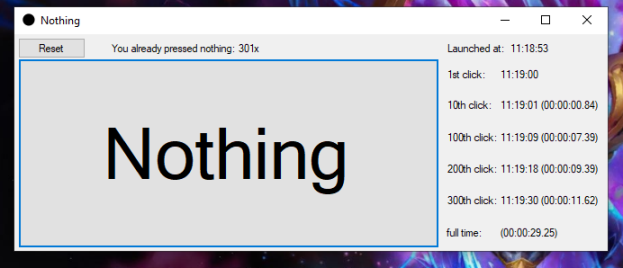 Nothing
Reset You already pressed nothing: 301x Launched at: 11:18:53
Nothing
1st click: 11:19:00
10th click: 11:19:01 (00:00:00.84)
100th click: 11:19:09 (00:00:07.39)
200th click: 11:19:18 (00:00:09.39)
300th click: 11:19:30 (00:00:11.62)
full time: (00:00:29.25)